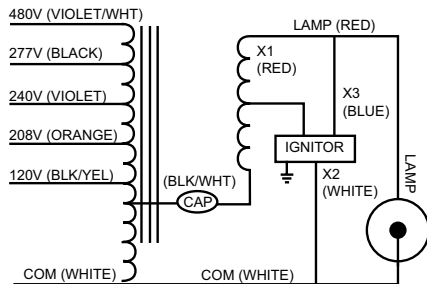 480V (VIOLET/WHT)
LAMP (RED)
277V (BLACK)
X1
(RED)
240V (VIOLET)
X3
(BLUE)
208V (ORANGE)
IGNITOR
120V (BLK/YEL)
(BLK/WHT)
X2
(WHITE)
LAMP
CAP
COM (WHITE)
COM (WHITE)